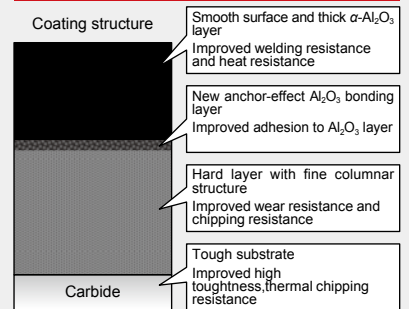 Coating structure
Smooth surface and thick α-Al₂O₃
layer
Improved welding resistance
and heat resistance
New anchor-effect Al₂O₃ bonding
layer
Improved adhesion to Al₂O₃ layer
Hard layer with fine columnar
structure
Improved wear resistance and
chipping resistance
Tough substrate
Improved high
toughtness,thermal chipping
resistance
Carbide